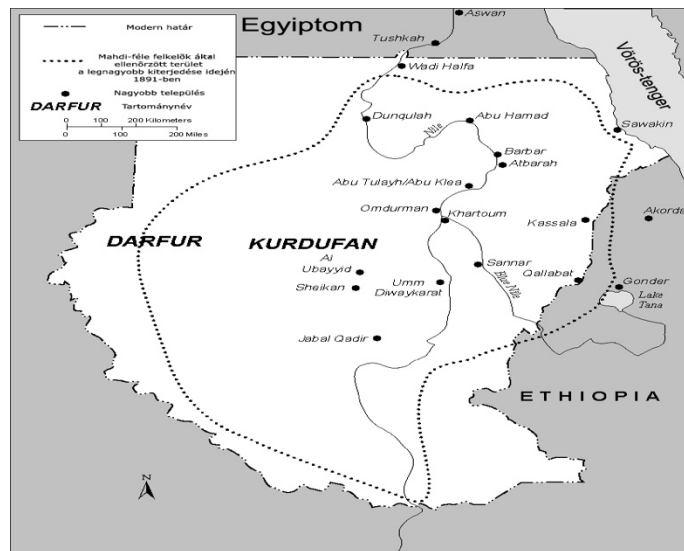 Modern határ
Mahdi-féle felkelők által
ellenőrzött terület
a legnagyobb kiterjedése idején
1891-ben
Nagyobb település
DARFUR Tartománynév
0 100 200 Kilometers
0 100 200 Miles
Egyiptom
Aswan
Tushkah
Wadi Halfa
Vörös-tenger
Dunqulah
Nile
Abu Hamad
Sawakin
Barbar
Atbarah
Abu Tulayh/Abu Klea
Omdurman
Khartoum
Kassala
Akordat
DARFUR
KURDUFAN
Al
Ubayyid
Sheikan
Umm
Diwaykarat
Sannar
Blue Nile
Qallabat
Gonder
Lake
Tana
Jabal Qadir
ETHIOPIA
N